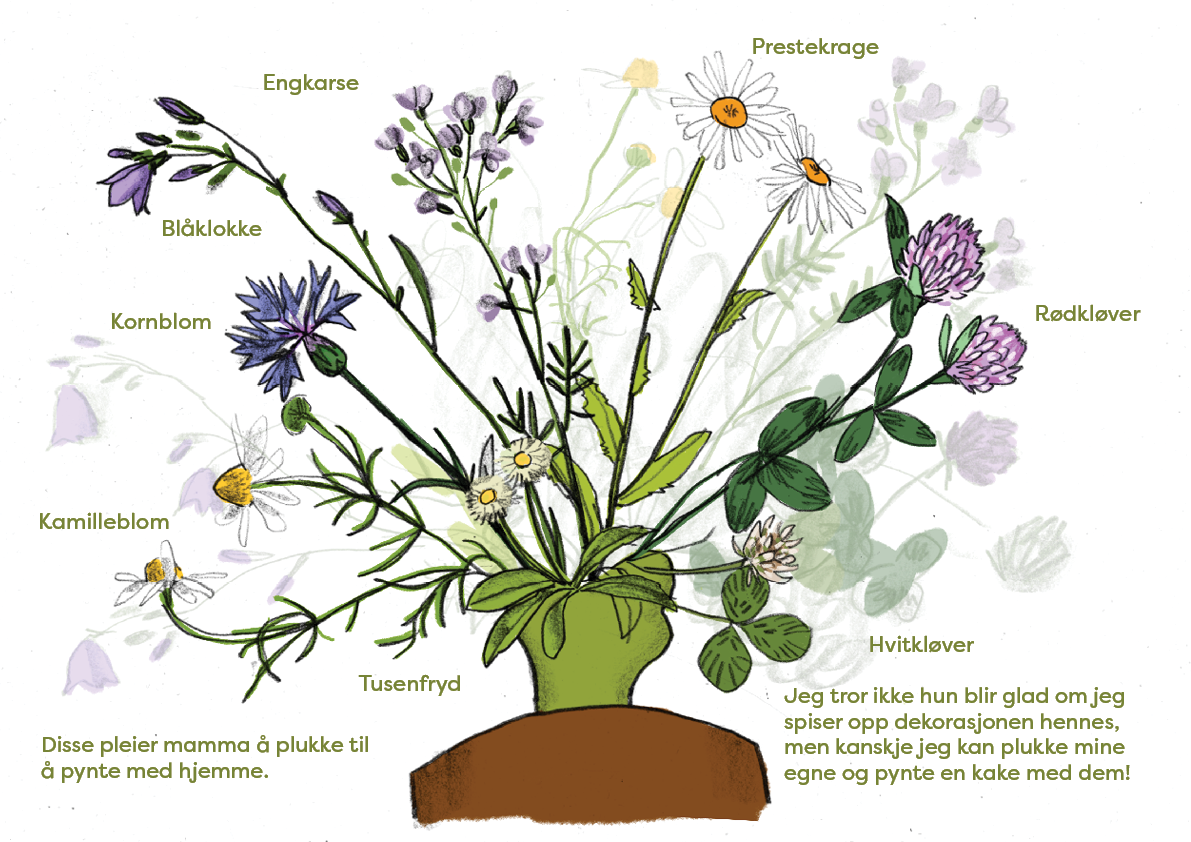 Prestekrage
Engkarse
Blåklokke
Kornblom
Rødkløver
Kamilleblom
Hvitkløver
Tusenfryd
Disse pleier mamma å plukke til
å pynte med hjemme.
Jeg tror ikke hun blir glad om jeg
spiser opp dekorasjonen hennes,
men kanskje jeg kan plukke mine
egne og pynte en kake med dem!